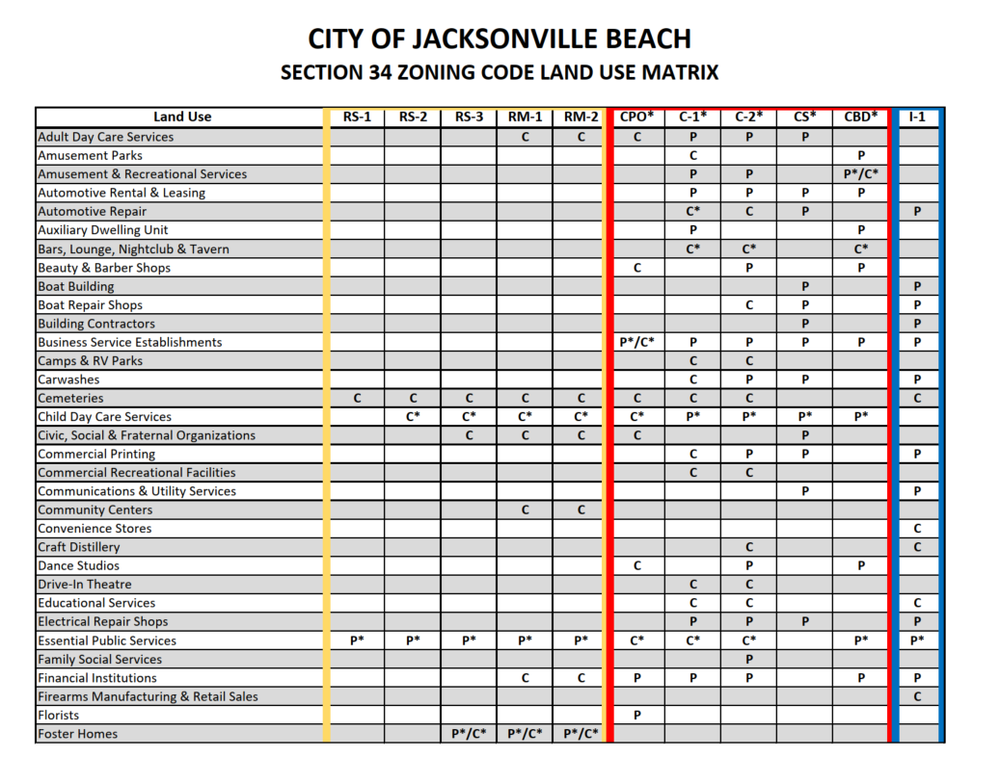 CITY OF JACKSONVILLE BEACH
SECTION 34 ZONING CODE LAND USE MATRIX
Land Use RS-1 RS-2 RS-3 RM-1 RM-2 CPO* C-1* C-2* CS* CBD* I-1
Adult Day Care Services C C C P P P
Amusement Parks C P
Amusement & Recreational Services P P P*/C*
Automotive Rental & Leasing P P P P
Automotive Repair C* C P P
Auxiliary Dwelling Unit P P
Bars, Lounge, Nightclub & Tavern C* C* C*
Beauty & Barber Shops C P P
Boat Building P P
Boat Repair Shops C P P
Building Contractors P P
Business Service Establishments P*/C* P P P P P
Camps & RV Parks C C
Carwashes C P P P
Cemeteries C C C C C C C C C
Child Day Care Services C* C* C* C* C* P* P* P* P*
Civic, Social & Fraternal Organizations C C C C P
Commercial Printing C P P P
Commercial Recreational Facilities C C
Communications & Utility Services P P
Community Centers C C
Convenience Stores C
Craft Distillery C C
Dance Studios C P P
Drive-In Theatre C C
Educational Services C C C
Electrical Repair Shops P P P P
Essential Public Services P* P* P* P* P* C* C* C* P* P*
Family Social Services P
Financial Institutions C C P P P P P
Firearms Manufacturing & Retail Sales C
Florists P
Foster Homes P*/C* P*/C* P*/C*